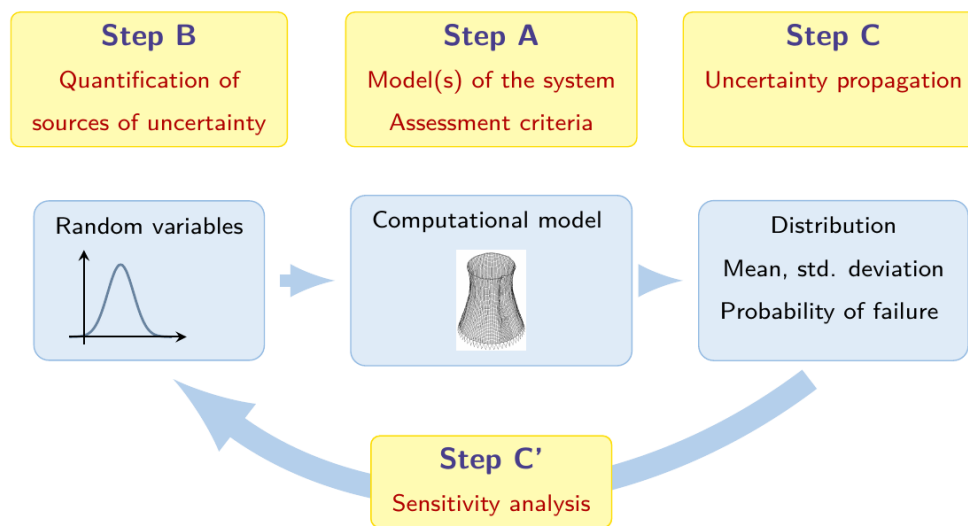 Step B
Quantification of
sources of uncertainty
Step A
Model(s) of the system
Assessment criteria
Step C
Uncertainty propagation
Random variables
Computational model
Distribution
Mean, std. deviation
Probability of failure
Step C'
Sensitivity analysis